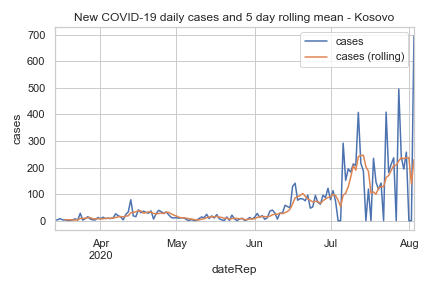 New COVID-19 daily cases and 5 day rolling mean - Kosovo
cases
cases (rolling)
700
600
500
400
300
200
100
0
cases
Apr
2020
May
Jun
Jul
Aug
dateRep